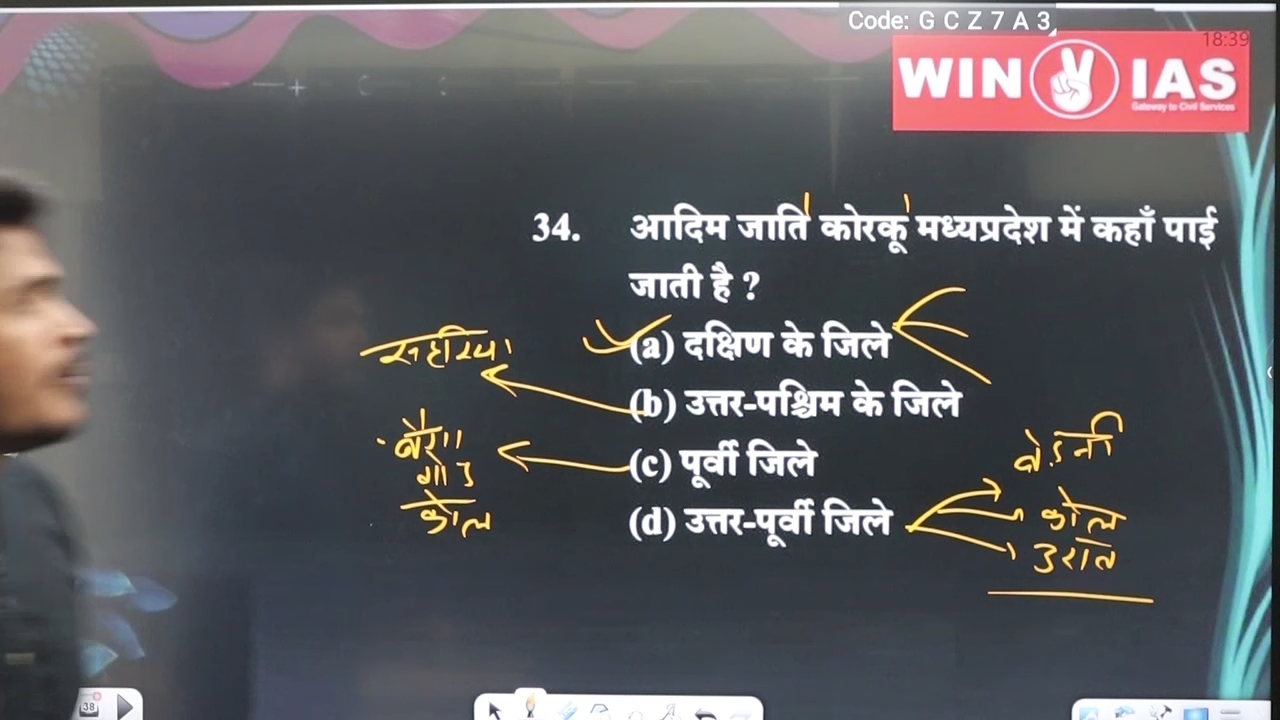 Code: G C Z 7 A 3
18:39
WIN IAS
Gateway to Civil Services
34. आदिम जाति कोरकू मध्यप्रदेश में कहाँ पाई
जाती है ?
(a) दक्षिण के जिले
सहरिया
(b) उत्तर-पश्चिम के जिले
बैगा
(c) पूर्वी जिले
गोंड
कोल
(d) उत्तर-पूर्वी जिले
कोल
38